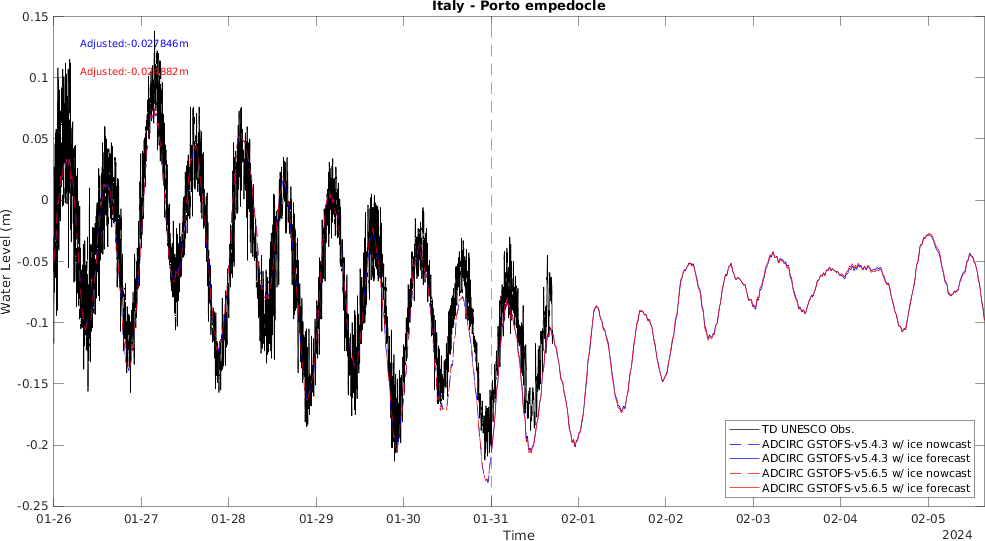 Italy - Porto empedocle
0.15
0.1
0.05
0
-0.05
-0.1
-0.15
-0.2
-0.25
Water Level (m)
Adjusted:-0.027846m
TD UNESCO Obs.
ADCIRC GSTOFS-v5.4.3 w/ ice nowcast
ADCIRC GSTOFS-v5.4.3 w/ ice forecast
ADCIRC GSTOFS-v5.6.5 w/ ice nowcast
ADCIRC GSTOFS-v5.6.5 w/ ice forecast
01-26 01-27 01-28 01-29 01-30 01-31 02-01 02-02 02-03 02-04 02-05
Time
2024